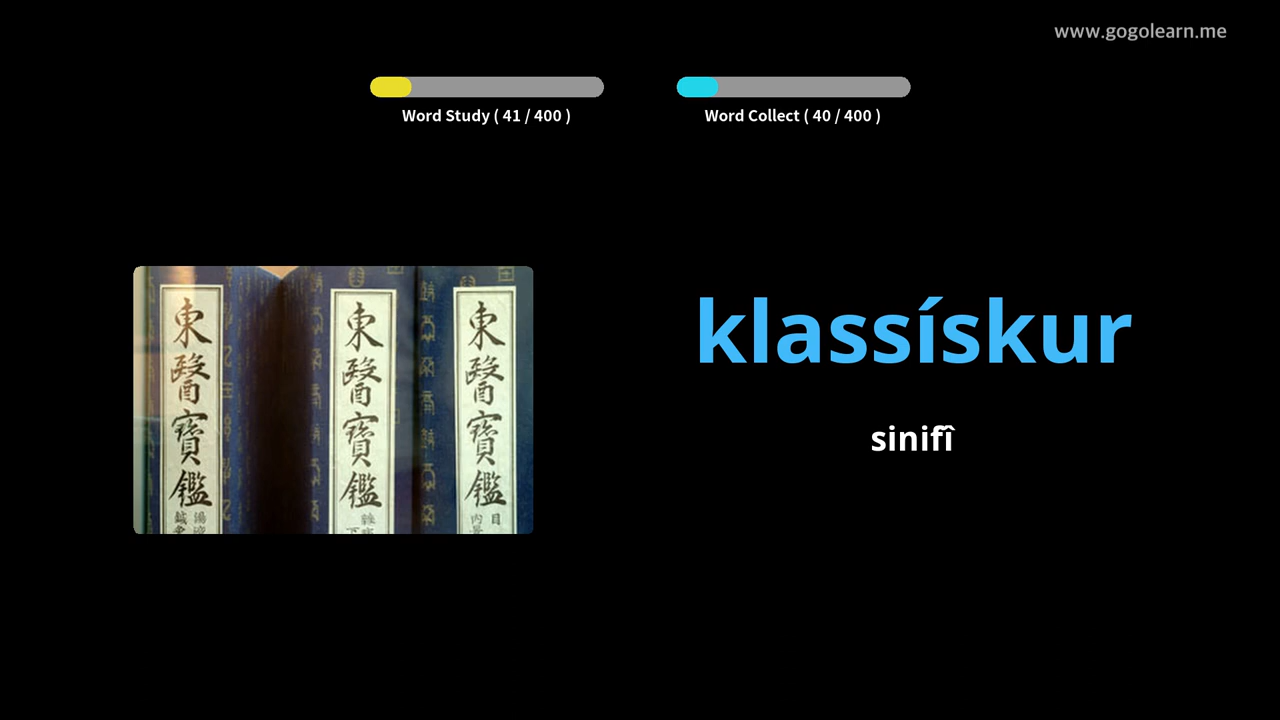 www.gogolearn.me
Word Study ( 41 / 400 )
Word Collect ( 40 / 400 )
東醫寶鑑
東醫寶鑑
東醫寶鑑
klassískur
sinifî